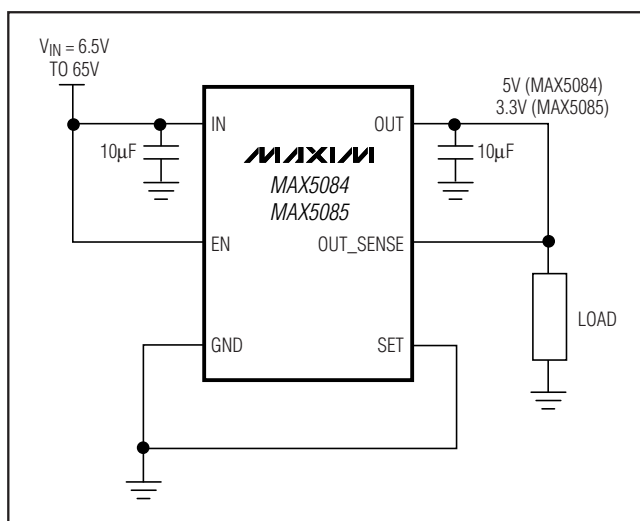 VIN = 6.5V
TO 65V
5V (MAX5084)
3.3V (MAX5085)
IN
OUT
10µF
10µF
MAXIM
MAX5084
MAX5085
EN
OUT_SENSE
LOAD
GND
SET